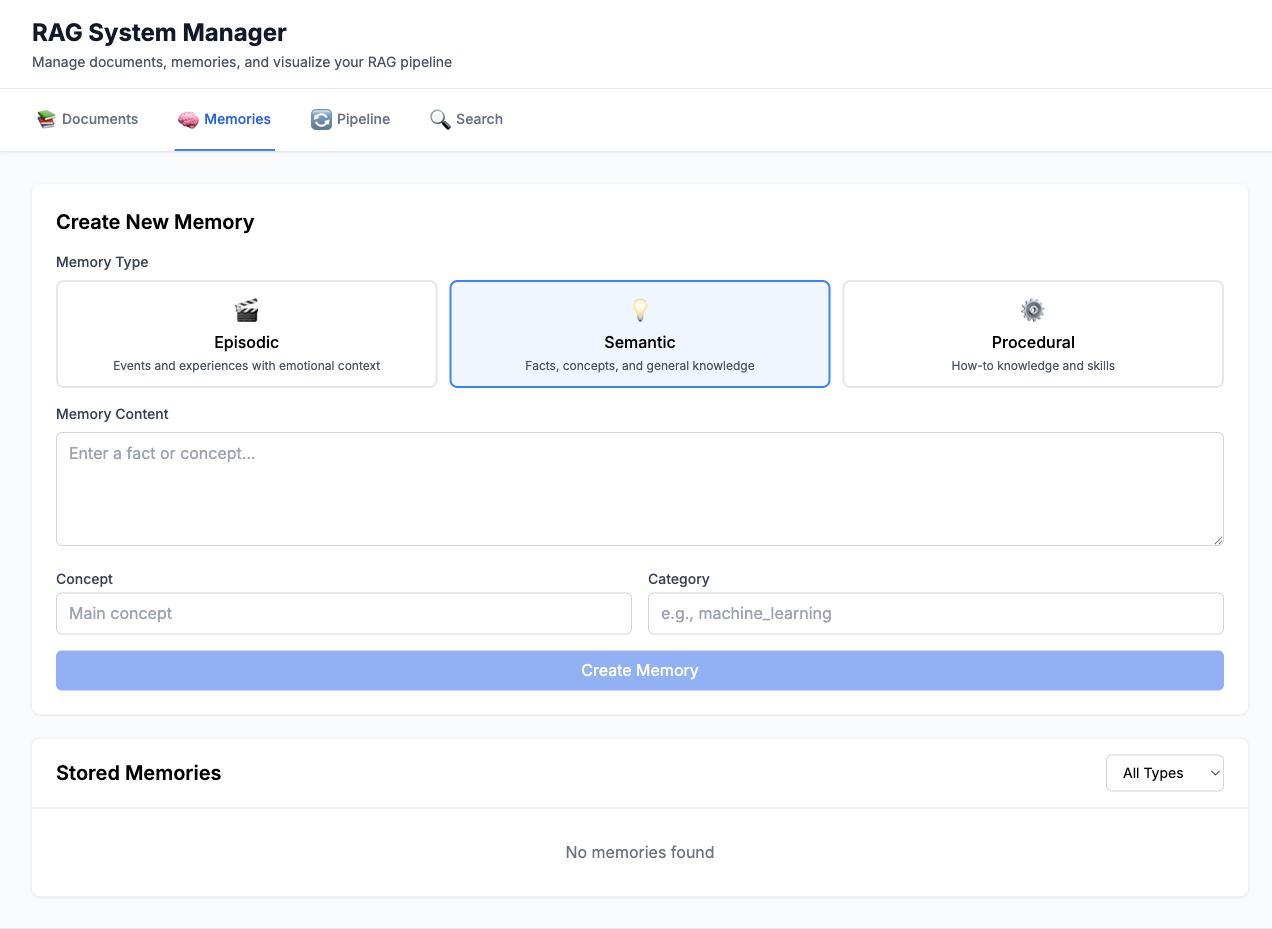 RAG System Manager
Manage documents, memories, and visualize your RAG pipeline
Documents Memories Pipeline Search
Create New Memory
Memory Type
Episodic
Events and experiences with emotional context
Semantic
Facts, concepts, and general knowledge
Procedural
How-to knowledge and skills
Memory Content
Enter a fact or concept...
Concept
Main concept
Category
e.g., machine_learning
Create Memory
Stored Memories
All Types
No memories found